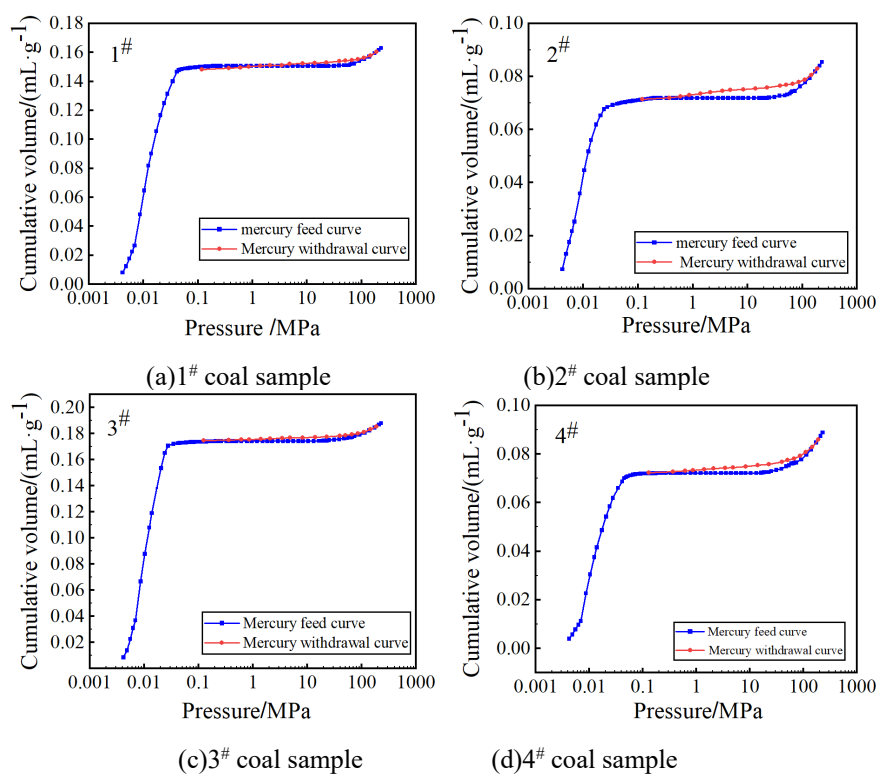 1#
Cumulative volume/(mL·g-1)
0.18
0.16
0.14
0.12
0.10
0.08
0.06
0.04
0.02
0.00
mercury feed curve
Mercury withdrawal curve
0.001 0.01 0.1 1 10 100 1000
Pressure /MPa
(a)1# coal sample
2#
Cumulative volume/(mL·g-1)
0.100
0.080
0.060
0.040
0.020
0.000
mercury feed curve
Mercury withdrawal curve
0.001 0.01 0.1 1 10 100 1000
Pressure/MPa
(b)2# coal sample
3#
Cumulative volume/(mL·g-1)
0.20
0.18
0.16
0.14
0.12
0.10
0.08
0.06
0.04
0.02
Mercury feed curve
Mercury withdrawal curve
0.001 0.01 0.1 1 10 100 1000
Pressure/MPa
(c)3# coal sample
4#
Cumulative volume/(mL·g-1)
0.10
0.08
0.06
0.04
0.02
0.00
Mercury feed curve
Mercury withdrawal curve
0.001 0.01 0.1 1 10 100 1000
Pressure/MPa
(d)4# coal sample